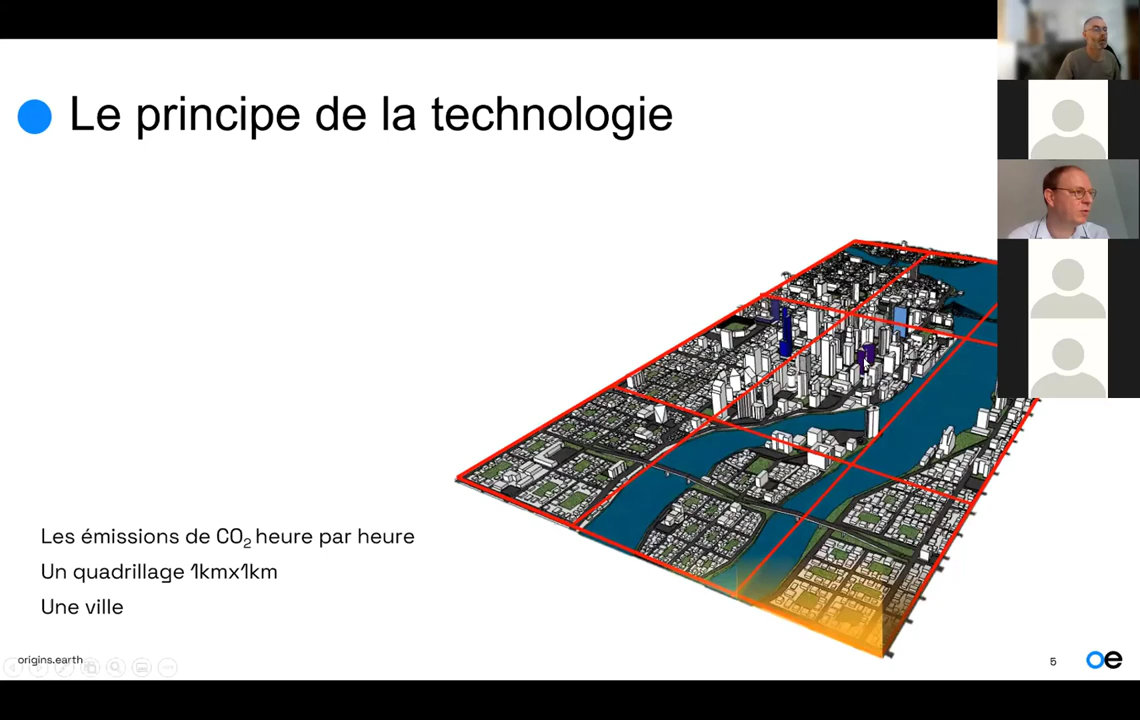 Le principe de la technologie
Les émissions de CO₂ heure par heure
Un quadrillage 1kmx1km
Une ville
origins.earth
5
oe